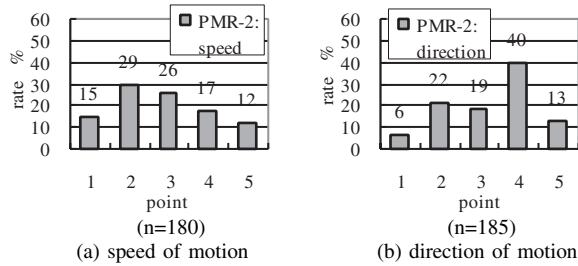 60
50
40
30
20
10
0
rate %
PMR-2:
speed
15
29
26
17
12
1 2 3 4 5
point
(n=180)
(a) speed of motion
60
50
40
30
20
10
0
rate %
PMR-2:
direction
6
22
19
40
13
1 2 3 4 5
point
(n=185)
(b) direction of motion